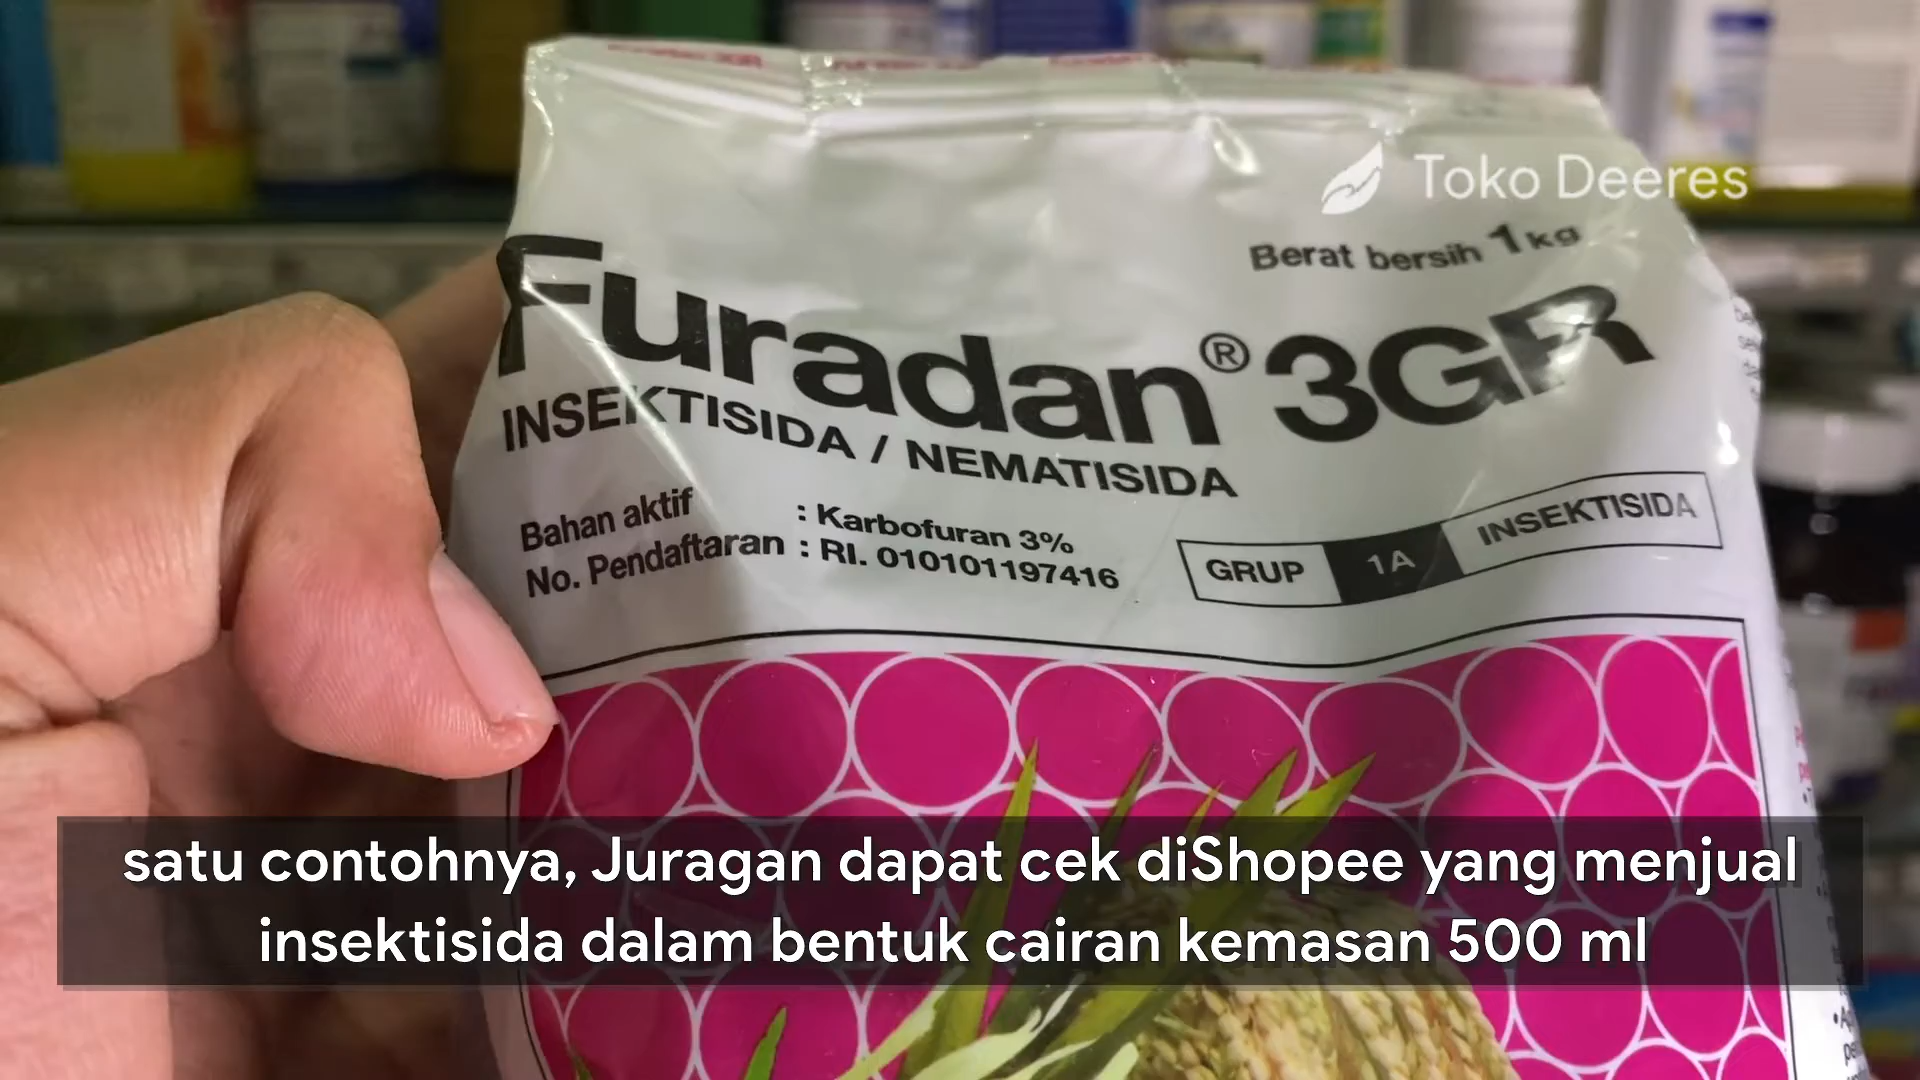 Toko Deeres
Berat bersih 1 kg
Furadan® 3GR
INSEKTISIDA / NEMATISIDA
Bahan aktif : Karbofuran 3%
No. Pendaftaran : RI. 010101197416
GRUP 1A INSEKTISIDA
satu contohnya, Juragan dapat cek diShopee yang menjual
insektisida dalam bentuk cairan kemasan 500 ml